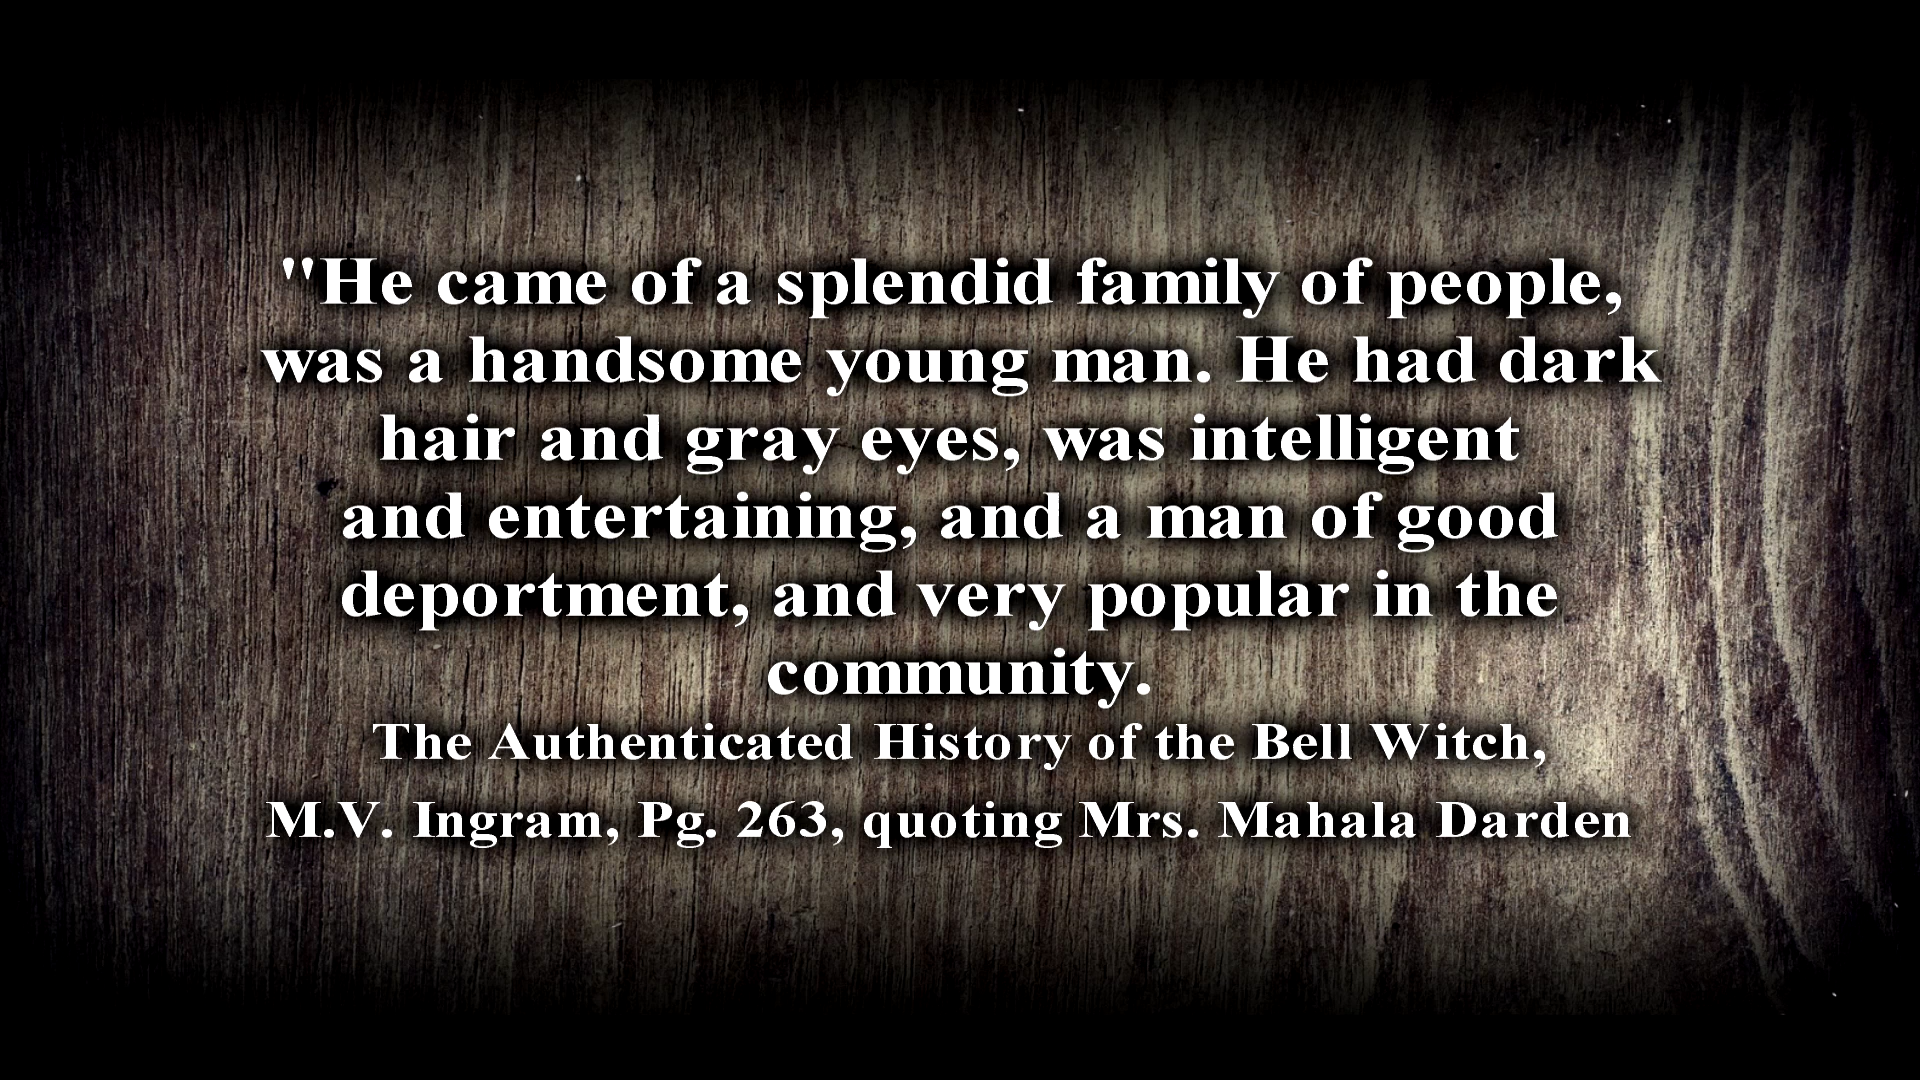 "He came of a splendid family of people,
was a handsome young man. He had dark
hair and gray eyes, was intelligent
and entertaining, and a man of good
deportment, and very popular in the
community.
The Authenticated History of the Bell Witch,
M.V. Ingram, Pg. 263, quoting Mrs. Mahala Darden